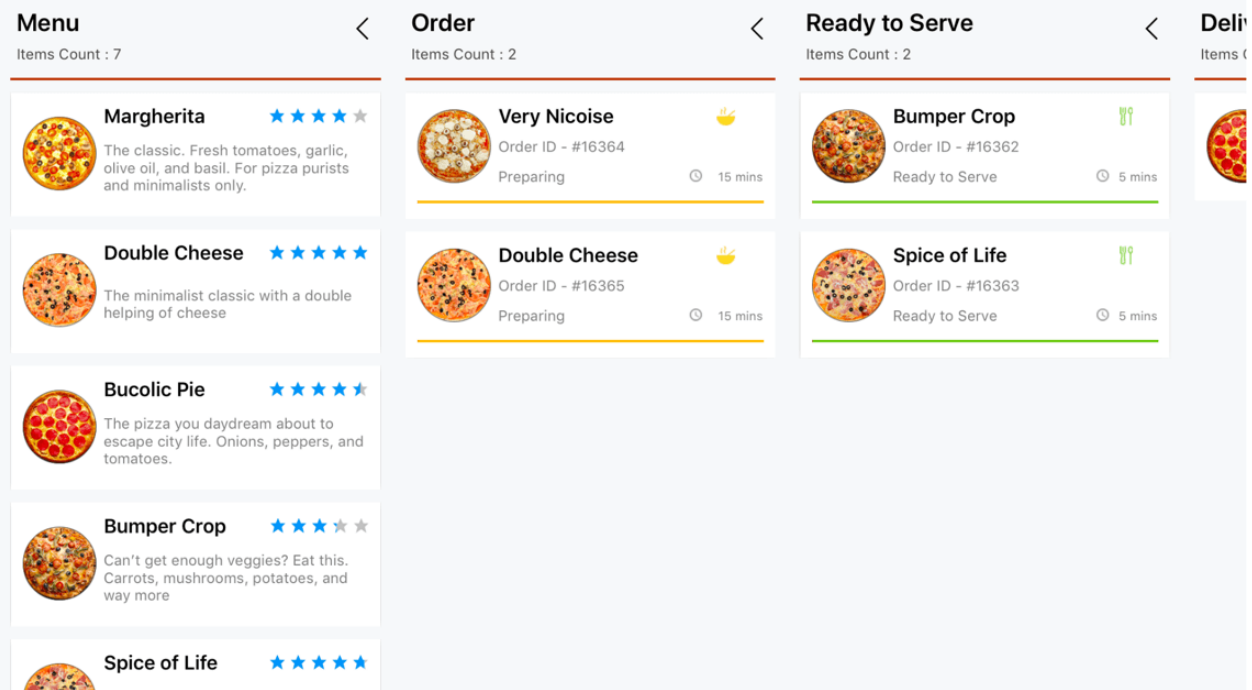 Menu
Items Count : 7
Margherita
The classic. Fresh tomatoes, garlic,
olive oil, and basil. For pizza purists
and minimalists only.
Double Cheese
The minimalist classic with a double
helping of cheese
Bucolic Pie
The pizza you daydream about to
escape city life. Onions, peppers, and
tomatoes.
Bumper Crop
Can’t get enough veggies? Eat this.
Carrots, mushrooms, potatoes, and
way more
Spice of Life
Order
Items Count : 2
Very Nicoise
Order ID - #16364
Preparing 15 mins
Double Cheese
Order ID - #16365
Preparing 15 mins
Ready to Serve
Items Count : 2
Bumper Crop
Order ID - #16362
Ready to Serve 5 mins
Spice of Life
Order ID - #16363
Ready to Serve 5 mins
Items